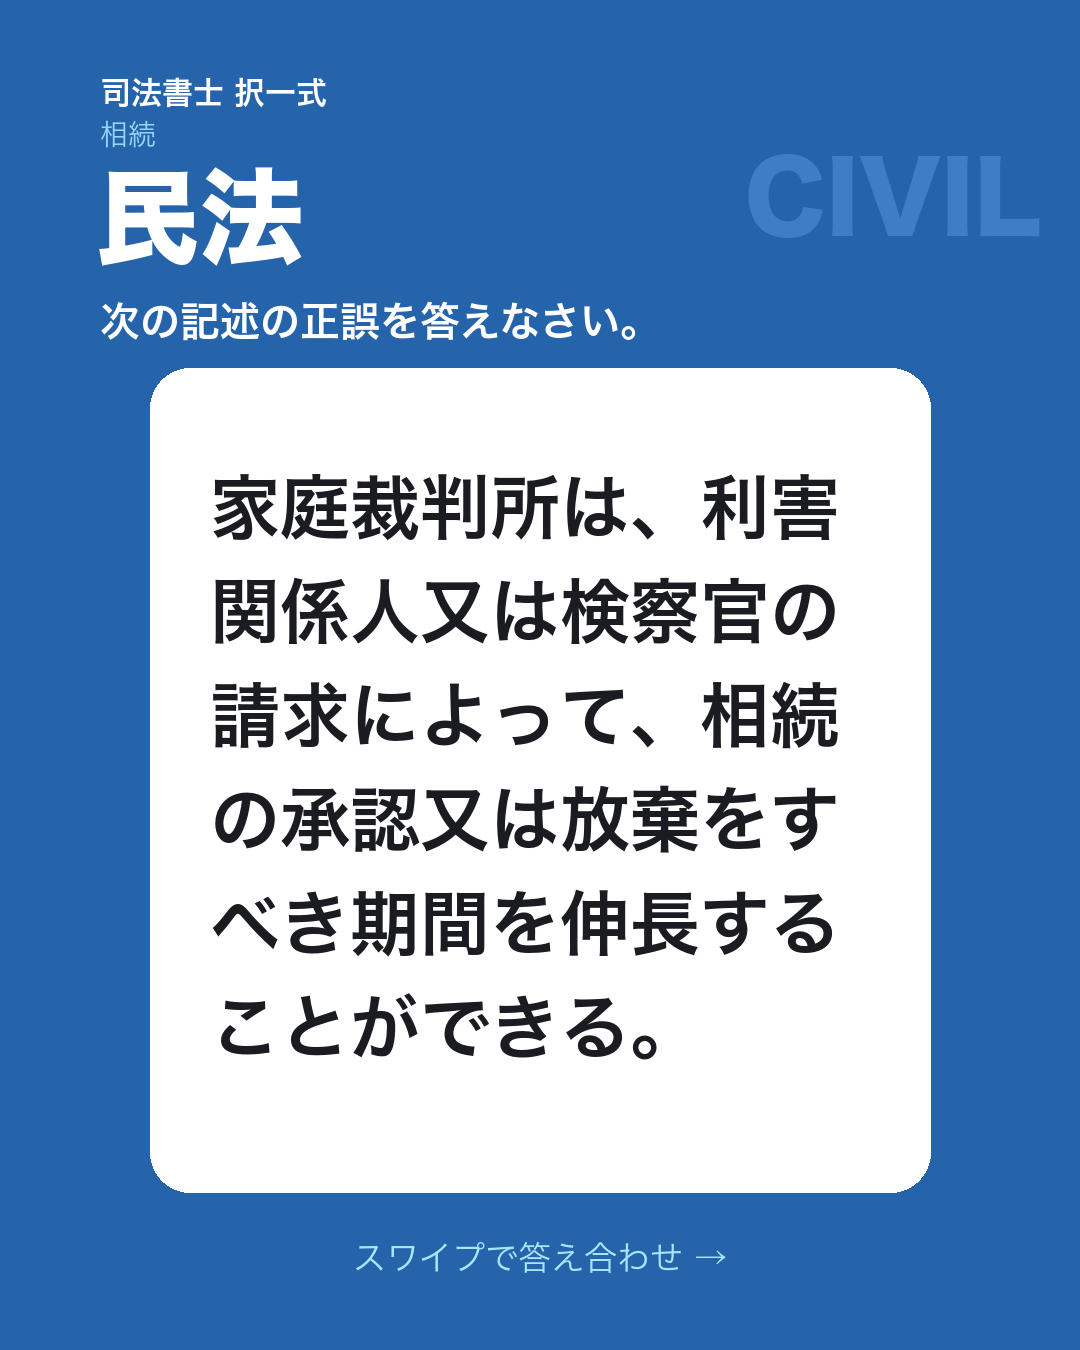 司法書士 択一式
相続
民法
CIVIL
次の記述の正誤を答えなさい。
家庭裁判所は、利害
関係人又は検察官の
請求によって、相続
の承認又は放棄をす
べき期間を伸長する
ことができる。
スワイプで答え合わせ →